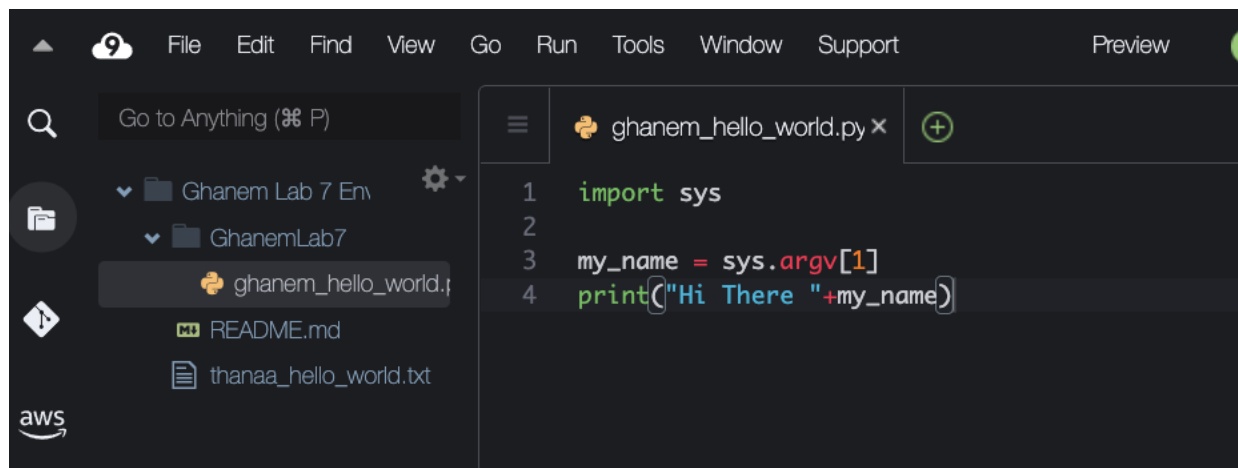 9 File Edit Find View Go Run Tools Window Support Preview
Go to Anything (⌘ P)
ghanem_hello_world.py ×
Ghanem Lab 7 Env
GhanemLab7
ghanem_hello_world.p
M↓ README.md
thanaa_hello_world.txt
aws
1 import sys
2
3 my_name = sys.argv[1]
4 print("Hi There "+my_name)